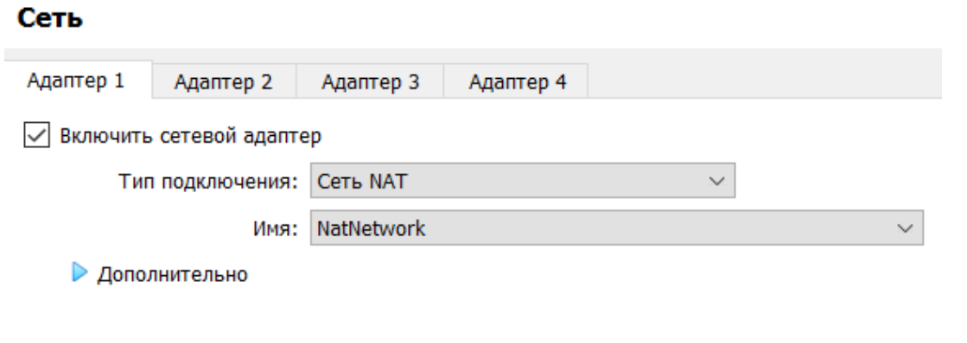 Сеть
Адаптер 1 Адаптер 2 Адаптер 3 Адаптер 4
Включить сетевой адаптер
Тип подключения: Сеть NAT
Имя: NatNetwork
Дополнительно